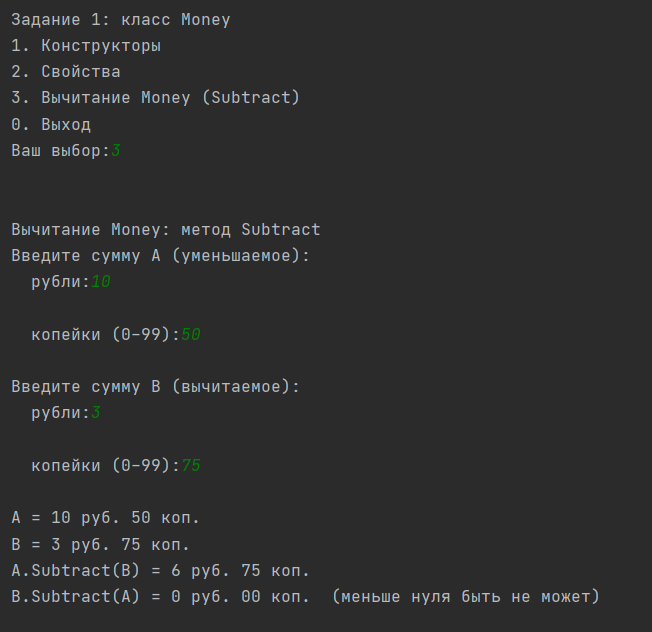 Задание 1: класс Money
1. Конструкторы
2. Свойства
3. Вычитание Money (Subtract)
0. Выход
Ваш выбор:3
Вычитание Money: метод Subtract
Введите сумму A (уменьшаемое):
рубли:10
копейки (0–99):50
Введите сумму B (вычитаемое):
рубли:3
копейки (0–99):75
A = 10 руб. 50 коп.
B = 3 руб. 75 коп.
A.Subtract(B) = 6 руб. 75 коп.
B.Subtract(A) = 0 руб. 00 коп.  (меньше нуля быть не может)